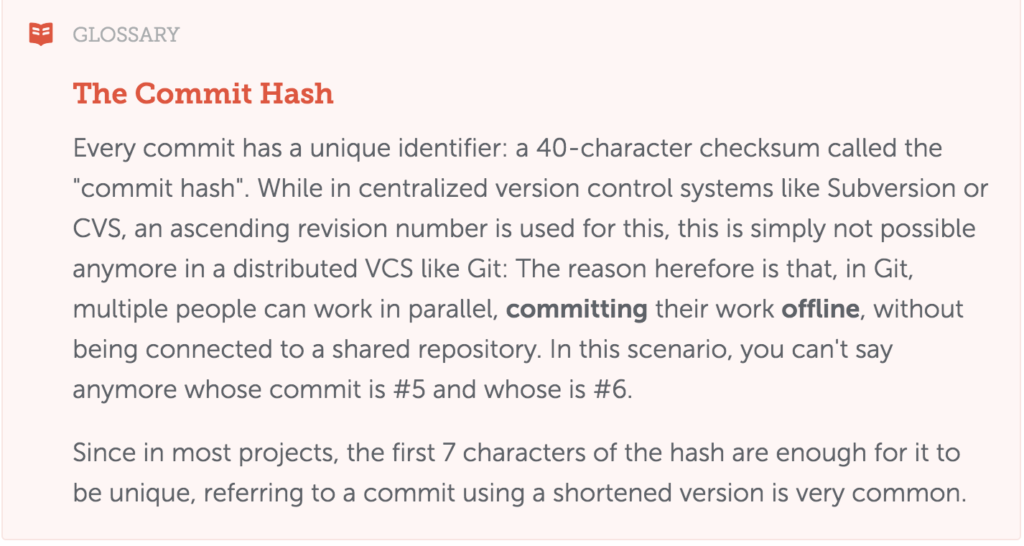 GLOSSARY
The Commit Hash
Every commit has a unique identifier: a 40-character checksum called the
"commit hash". While in centralized version control systems like Subversion or
CVS, an ascending revision number is used for this, this is simply not possible
anymore in a distributed VCS like Git: The reason herefore is that, in Git,
multiple people can work in parallel, committing their work offline, without
being connected to a shared repository. In this scenario, you can't say
anymore whose commit is #5 and whose is #6.
Since in most projects, the first 7 characters of the hash are enough for it to
be unique, referring to a commit using a shortened version is very common.